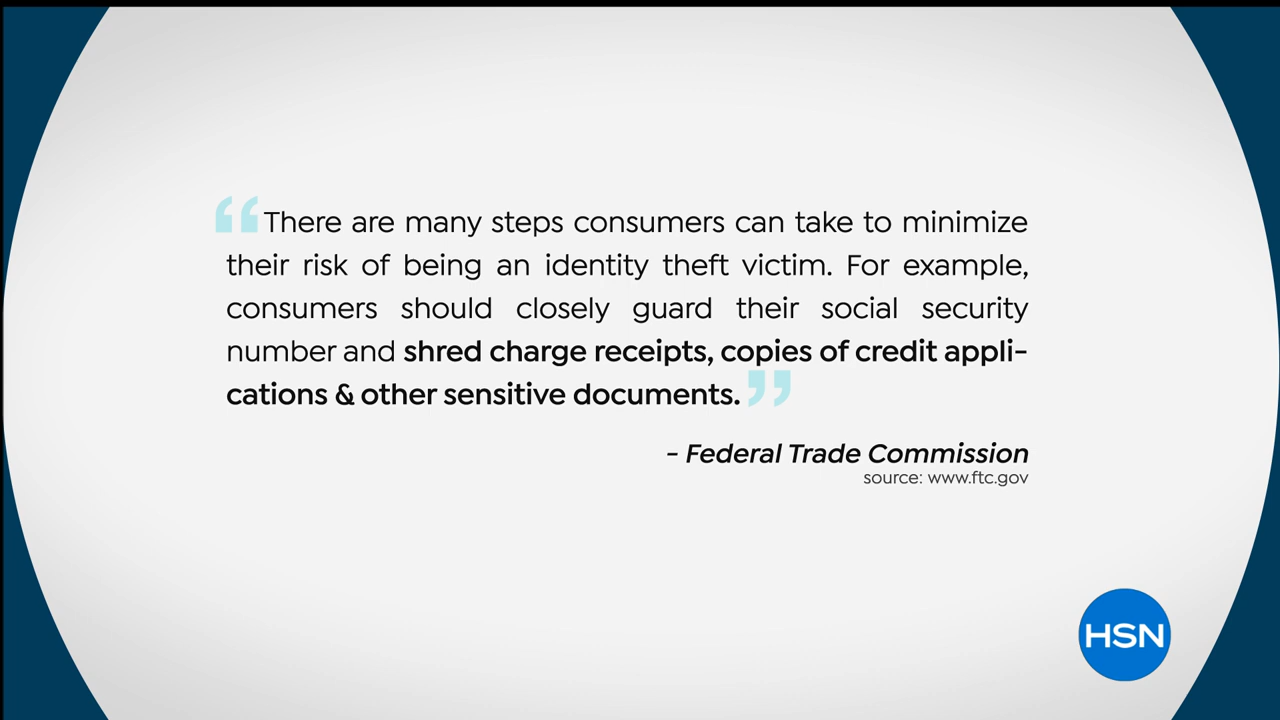 “There are many steps consumers can take to minimize
their risk of being an identity theft victim. For example,
consumers should closely guard their social security
number and shred charge receipts, copies of credit appli-
cations & other sensitive documents.”
- Federal Trade Commission
source: www.ftc.gov
HSN